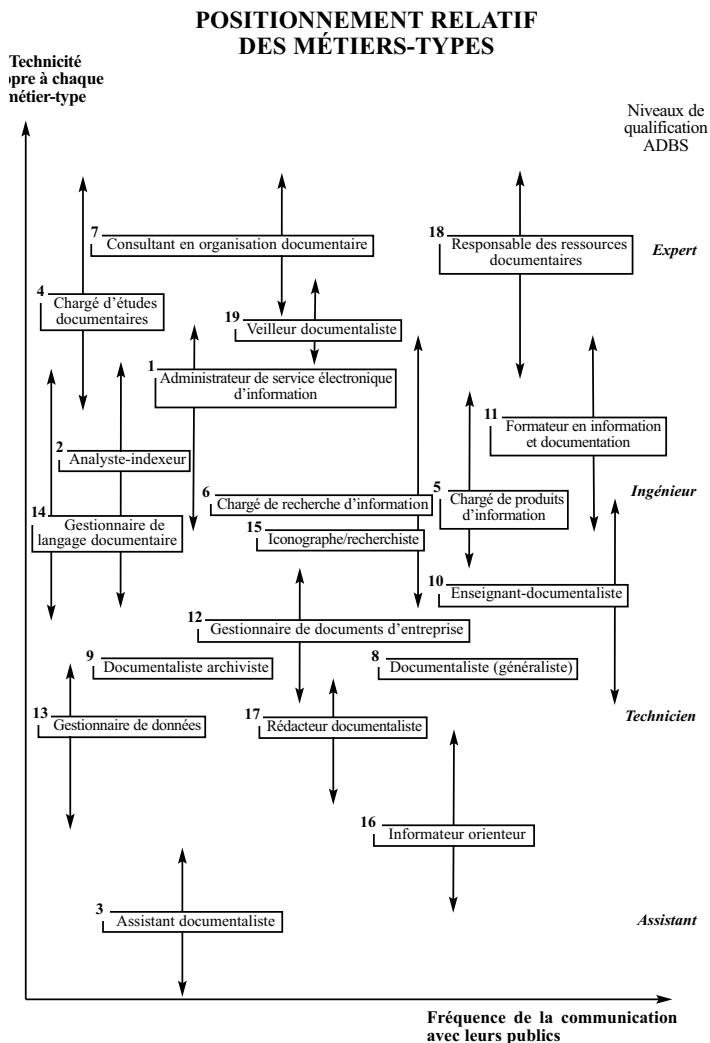 POSITIONNEMENT RELATIF
DES MÉTIERS-TYPES
Technicité
opre à chaque
métier-type
Niveaux de
qualification
ADBS
7
Consultant en organisation documentaire
18
Responsable des ressources
documentaires
Expert
4
Chargé d'études
documentaires
19
Veilleur documentaliste
1
Administrateur de service électronique
d'information
11
Formateur en information
et documentation
2
Analyste-indexeur
6
Chargé de recherche d'information
5
Chargé de produits
d'information
Ingénieur
14
Gestionnaire de
langage documentaire
15
Iconographe/recherchiste
10
Enseignant-documentaliste
12
Gestionnaire de documents d'entreprise
9
Documentaliste archiviste
8
Documentaliste (généraliste)
13
Gestionnaire de données
17
Rédacteur documentaliste
Technicien
16
Informateur orienteur
3
Assistant documentaliste
Assistant
Fréquence de la communication
avec leurs publics